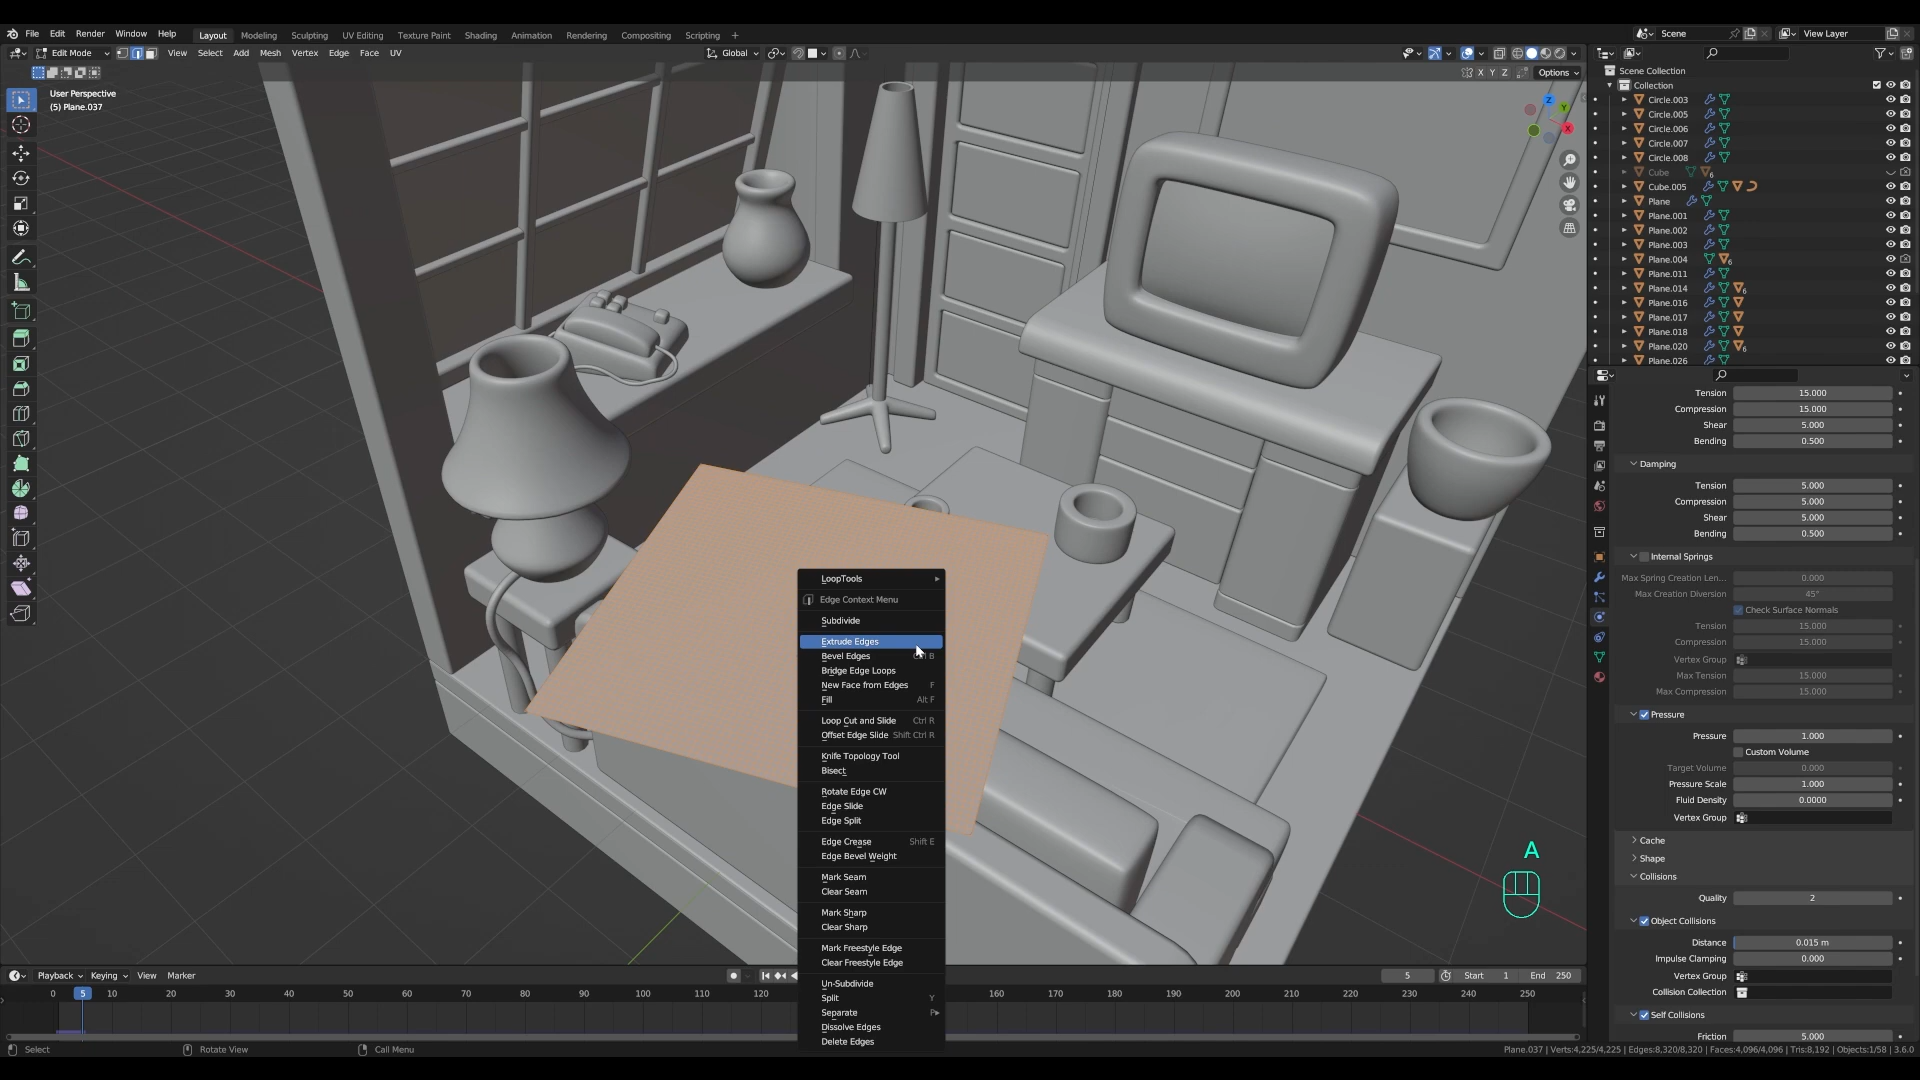 File Edit Render Window Help Layout Modeling Sculpting UV Editing Texture Paint Shading Animation Rendering Compositing Scripting + Scene View Layer
Edit Mode View Select Add Mesh Vertex Edge Face UV Global
X Y Z Options
User Perspective
(5) Plane.037
Z
Y
X
Scene Collection
Collection
Circle.003
Circle.005
Circle.006
Circle.007
Circle.008
Cube 6
Cube.005
Plane
Plane.001
Plane.002
Plane.003
Plane.004 6
Plane.011
Plane.014 6
Plane.016
Plane.017
Plane.018
Plane.020 6
Plane.026
Tension 15.000
Compression 15.000
Shear 5.000
Bending 0.500
Damping
Tension 5.000
Compression 5.000
Shear 5.000
Bending 0.500
Internal Springs
Max Spring Creation Len... 0.000
Max Creation Diversion 45°
Check Surface Normals
Tension 15.000
Compression 15.000
Vertex Group
Max Tension 15.000
Max Compression 15.000
Pressure
Pressure 1.000
Custom Volume
Target Volume 0.000
Pressure Scale 1.000
Fluid Density 0.0000
Vertex Group
Cache
Shape
Collisions
Quality 2
Object Collisions
Distance 0.015 m
Impulse Clamping 0.000
Vertex Group
Collision Collection
Self Collisions
Friction 5.000
LoopTools
Edge Context Menu
Subdivide
Extrude Edges
Bevel Edges B
Bridge Edge Loops
New Face from Edges F
Fill Alt F
Loop Cut and Slide Ctrl R
Offset Edge Slide Shift Ctrl R
Knife Topology Tool
Bisect
Rotate Edge CW
Edge Slide
Edge Split
Edge Crease Shift E
Edge Bevel Weight
Mark Seam
Clear Seam
Mark Sharp
Clear Sharp
Mark Freestyle Edge
Clear Freestyle Edge
Un-Subdivide
Split Y
Separate P
Dissolve Edges
Delete Edges
A
Playback Keying View Marker 5 Start 1 End 250
0 5 10 20 30 40 50 60 70 80 90 100 110 120 160 170 180 190 200 210 220 230 240 250
Select Rotate View Call Menu
Plane.037 | Verts:4,225/4,225 | Edges:8,320/8,320 | Faces:4,096/4,096 | Tris:8,192 | Objects:1/58 | 3.6.0